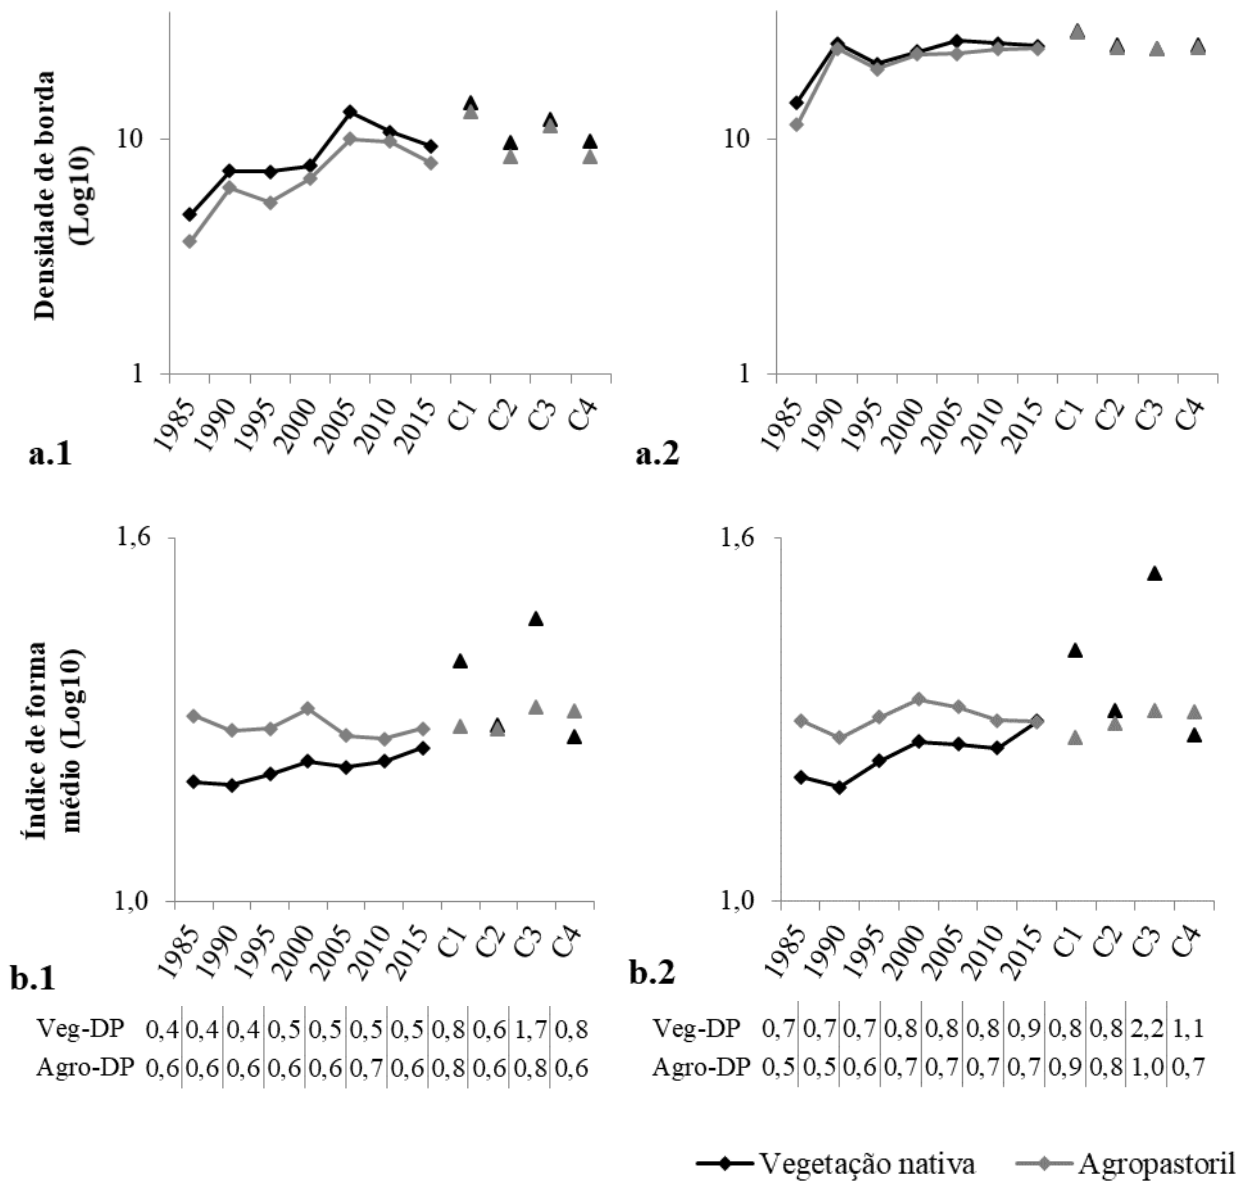 Densidade de borda
(Log10)
10
1
1985 1990 1995 2000 2005 2010 2015 C1 C2 C3 C4
a.1
10
1
1985 1990 1995 2000 2005 2010 2015 C1 C2 C3 C4
a.2
Índice de forma
médio (Log10)
1,6
1,0
1985 1990 1995 2000 2005 2010 2015 C1 C2 C3 C4
b.1
Veg-DP 0,4 0,4 0,4 0,5 0,5 0,5 0,5 0,8 0,6 1,7 0,8
Agro-DP 0,6 0,6 0,6 0,6 0,6 0,7 0,6 0,8 0,6 0,8 0,6
1,6
1,0
1985 1990 1995 2000 2005 2010 2015 C1 C2 C3 C4
b.2
Veg-DP 0,7 0,7 0,7 0,8 0,8 0,8 0,9 0,8 0,8 2,2 1,1
Agro-DP 0,5 0,5 0,6 0,7 0,7 0,7 0,7 0,9 0,8 1,0 0,7
Vegetação nativa Agropastoril